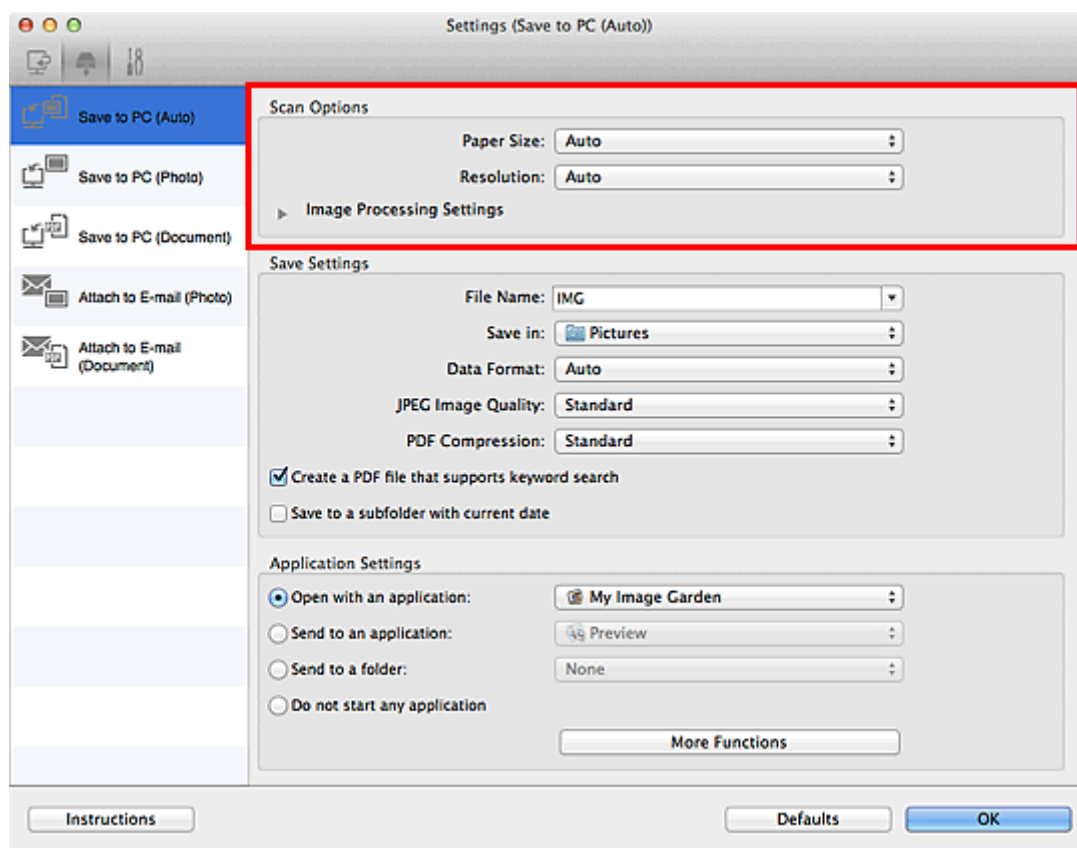 Settings (Save to PC (Auto))
Save to PC (Auto)
Save to PC (Photo)
Save to PC (Document)
Attach to E-mail (Photo)
Attach to E-mail
(Document)
Scan Options
Paper Size: Auto
Resolution: Auto
Image Processing Settings
Save Settings
File Name: IMG
Save in: Pictures
Data Format: Auto
JPEG Image Quality: Standard
PDF Compression: Standard
Create a PDF file that supports keyword search
Save to a subfolder with current date
Application Settings
Open with an application: My Image Garden
Send to an application: Preview
Send to a folder: None
Do not start any application
More Functions
Instructions Defaults OK